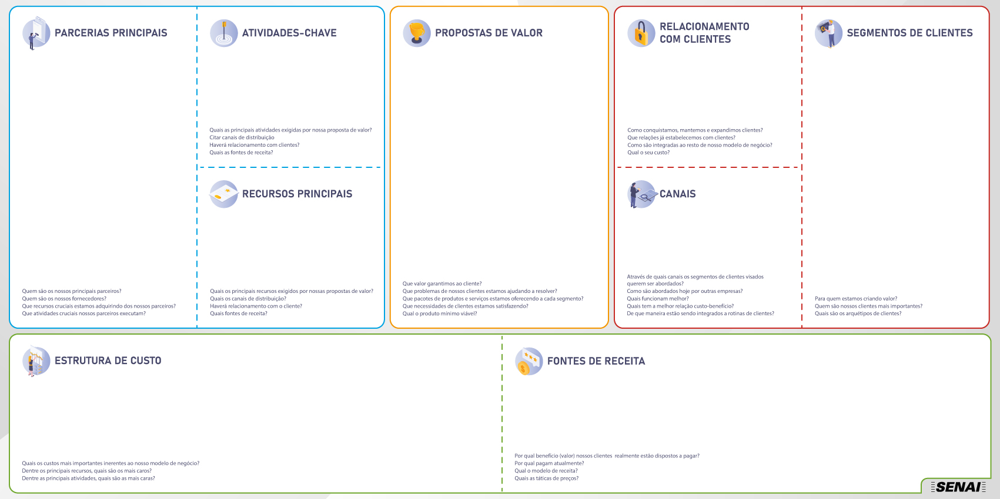 PARCERIAS PRINCIPAIS
Quem são os nossos principais parceiros?
Quem são os nossos fornecedores?
Que recursos cruciais estamos adquirindo dos nossos parceiros?
Que atividades cruciais nossos parceiros executam?
ATIVIDADES-CHAVE
Quais as principais atividades exigidas por nossa proposta de valor?
Citar canais de distribuição
Haverá relacionamento com clientes?
Quais as fontes de receita?
RECURSOS PRINCIPAIS
Quais os principais recursos exigidos por nossas propostas de valor?
Quais os canais de distribuição?
Haverá relacionamento com o cliente?
Quais fontes de receita?
PROPOSTAS DE VALOR
Que valor garantimos ao cliente?
Que problemas de nossos clientes estamos ajudando a resolver?
Que pacotes de produtos e serviços estamos oferecendo a cada segmento?
Que necessidades de clientes estamos satisfazendo?
Qual o produto mínimo viável?
RELACIONAMENTO
COM CLIENTES
Como conquistamos, mantemos e expandimos clientes?
Que relações já estabelecemos com clientes?
Como são integradas ao resto de nosso modelo de negócio?
Qual o seu custo?
CANAIS
Através de quais canais os segmentos de clientes visados
querem ser abordados?
Como são abordados hoje por outras empresas?
Quais funcionam melhor?
Quais tem a melhor relação custo-benefício?
De que maneira estão sendo integrados a rotinas de clientes?
SEGMENTOS DE CLIENTES
Para quem estamos criando valor?
Quem são nossos clientes mais importantes?
Quais são os arquétipos de clientes?
ESTRUTURA DE CUSTO
Quais os custos mais importantes inerentes ao nosso modelo de negócio?
Dentre os principais recursos, quais são os mais caros?
Dentre as principais atividades, quais são as mais caras?
FONTES DE RECEITA
Por qual benefício (valor) nossos clientes realmente estão dispostos a pagar?
Por qual pagam atualmente?
Qual o modelo de receita?
Quais as táticas de preços?
SENAI